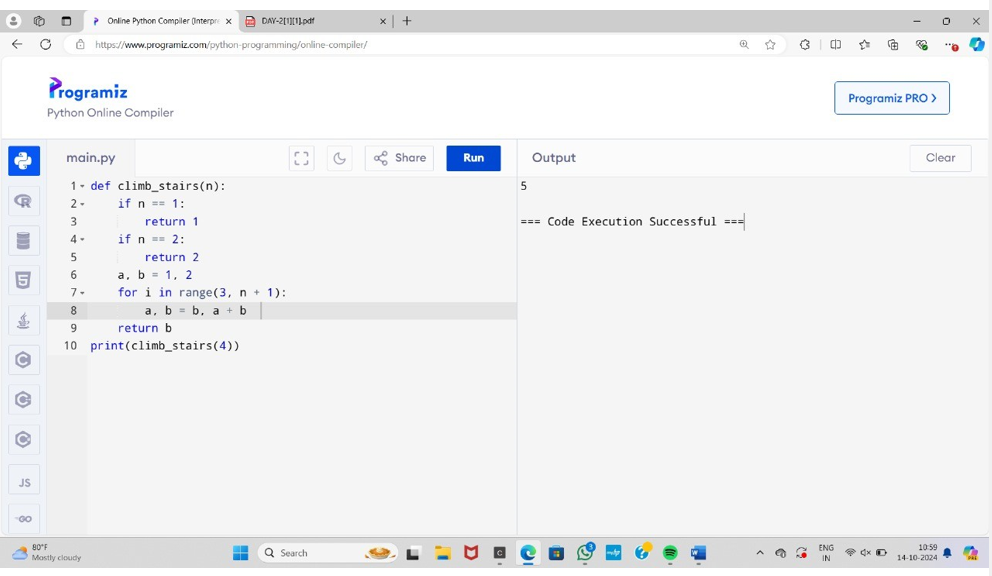 Online Python Compiler (Interpre
DAY-2[1][1].pdf
https://www.programiz.com/python-programming/online-compiler/
Programiz
Python Online Compiler
Programiz PRO >
main.py
Share
Run
Output
Clear
1 def climb_stairs(n):
2 if n == 1:
3 return 1
4 if n == 2:
5 return 2
6 a, b = 1, 2
7 for i in range(3, n + 1):
8 a, b = b, a + b
9 return b
10 print(climb_stairs(4))
5
=== Code Execution Successful ===
JS
GO
80°F
Mostly cloudy
Search
3
ENG
IN
10:59
14-10-2024